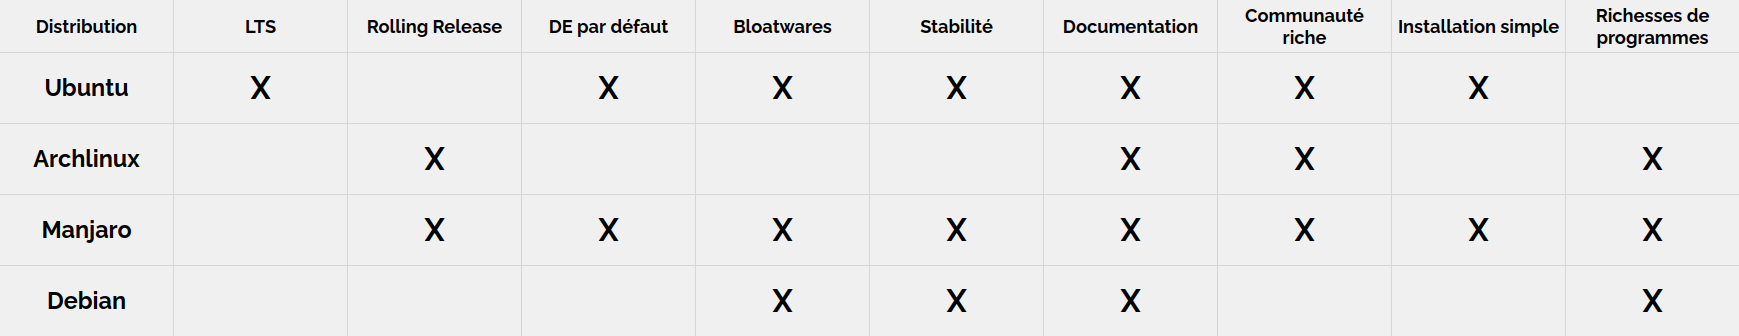 Distribution LTS Rolling Release DE par défaut Bloatwares Stabilité Documentation Communauté riche Installation simple Richesses de programmes
Ubuntu X X X X X X X
Archlinux X X X X
Manjaro X X X X X X X X
Debian X X X X